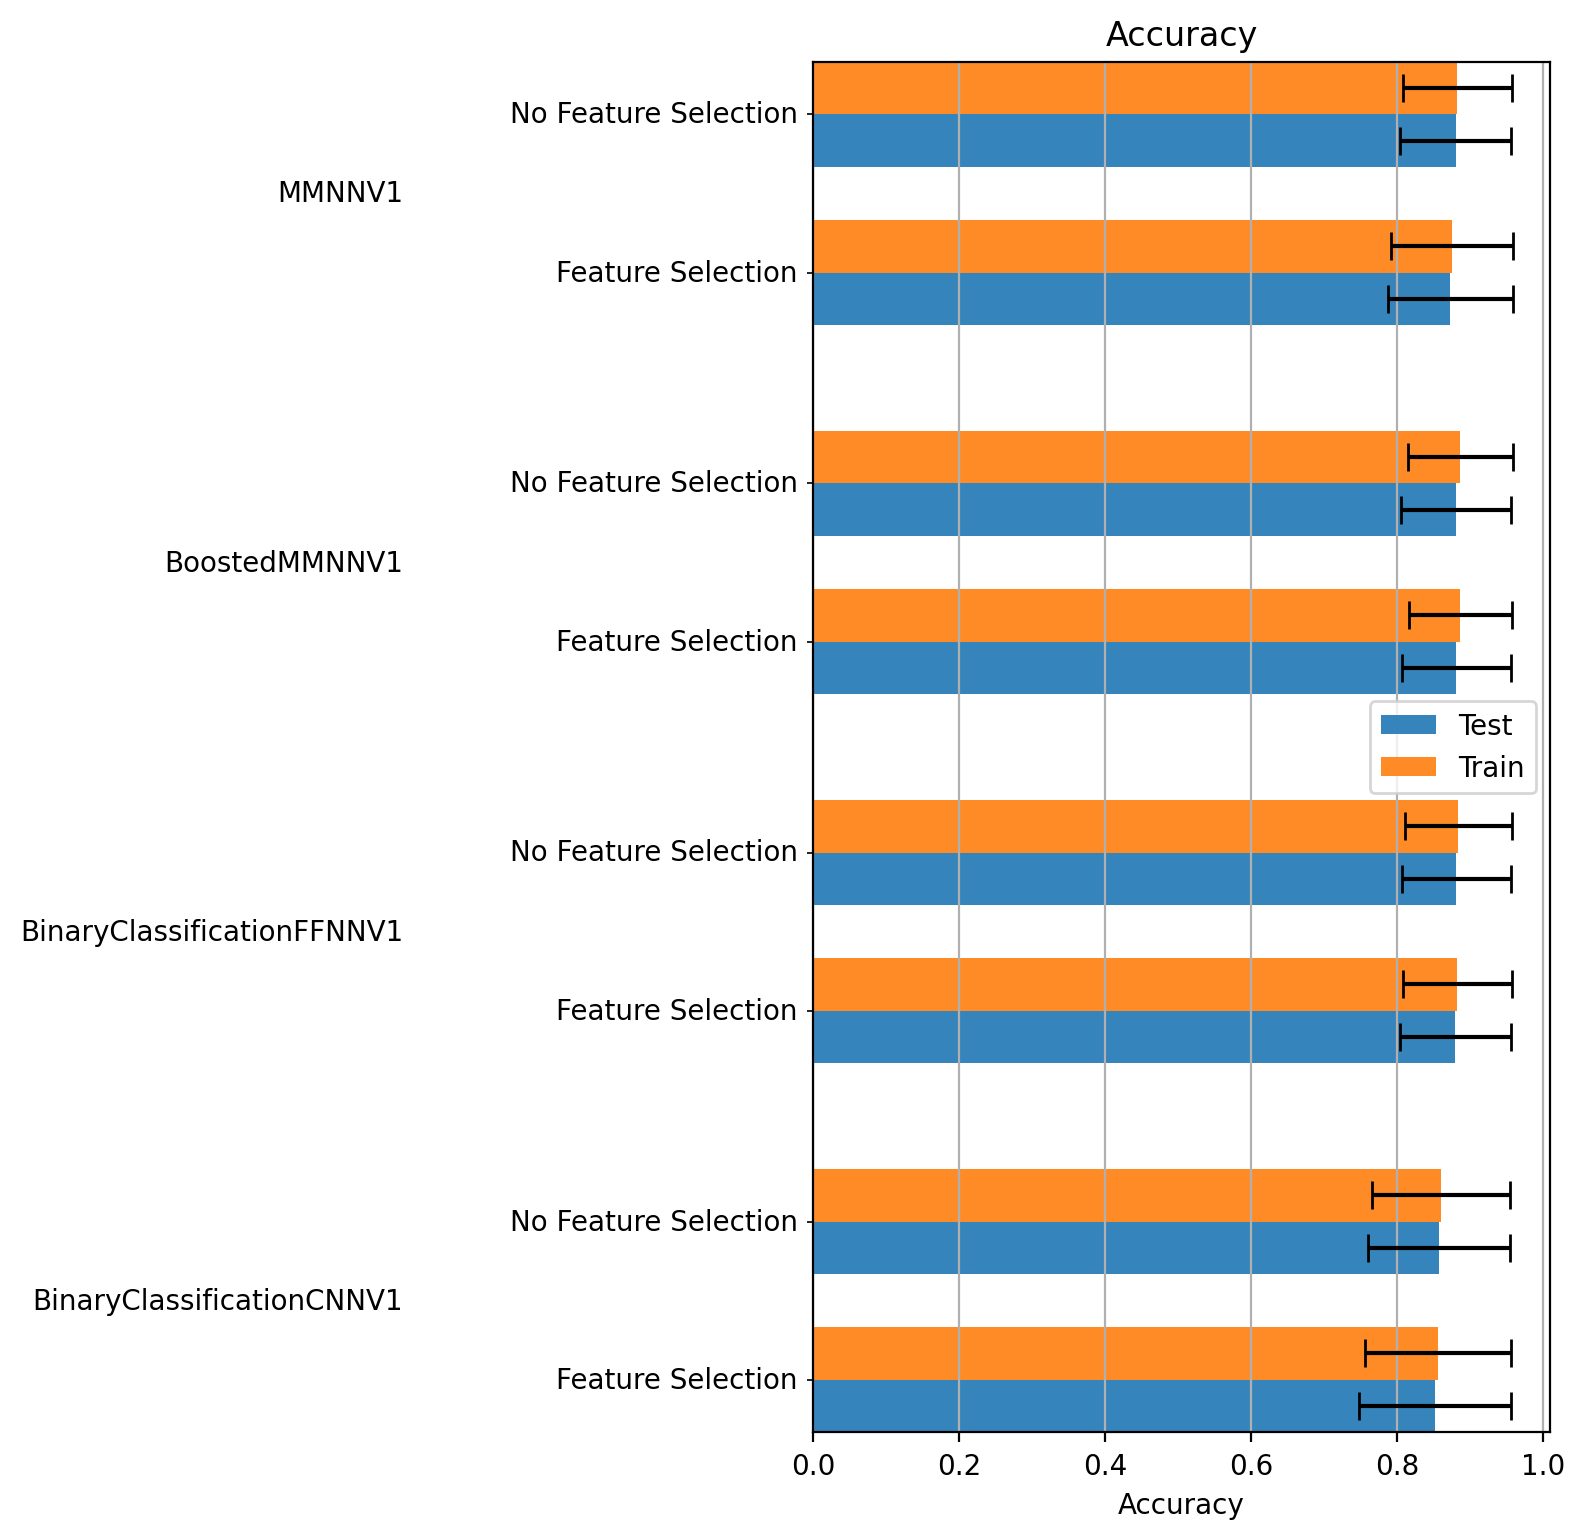 Accuracy
No Feature Selection
MMNNV1
Feature Selection
No Feature Selection
BoostedMMNNV1
Feature Selection
Test
Train
No Feature Selection
BinaryClassificationFFNNV1
Feature Selection
No Feature Selection
BinaryClassificationCNNV1
Feature Selection
0.0 0.2 0.4 0.6 0.8 1.0
Accuracy